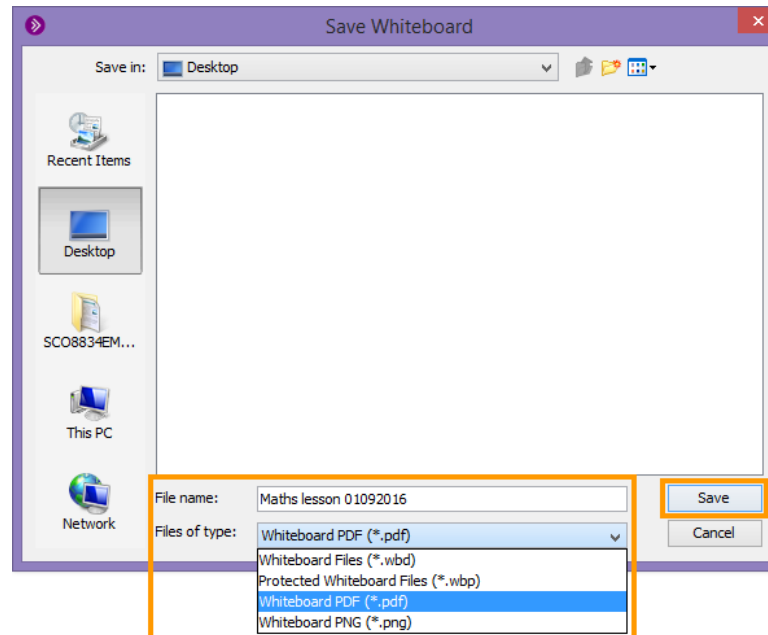 Save Whiteboard
Save in:
Desktop
Recent Items
Desktop
SCO8834EM...
This PC
Network
File name:
Maths lesson 01092016
Save
Files of type:
Whiteboard PDF (*.pdf)
Cancel
Whiteboard Files (*.wbd)
Protected Whiteboard Files (*.wbp)
Whiteboard PDF (*.pdf)
Whiteboard PNG (*.png)